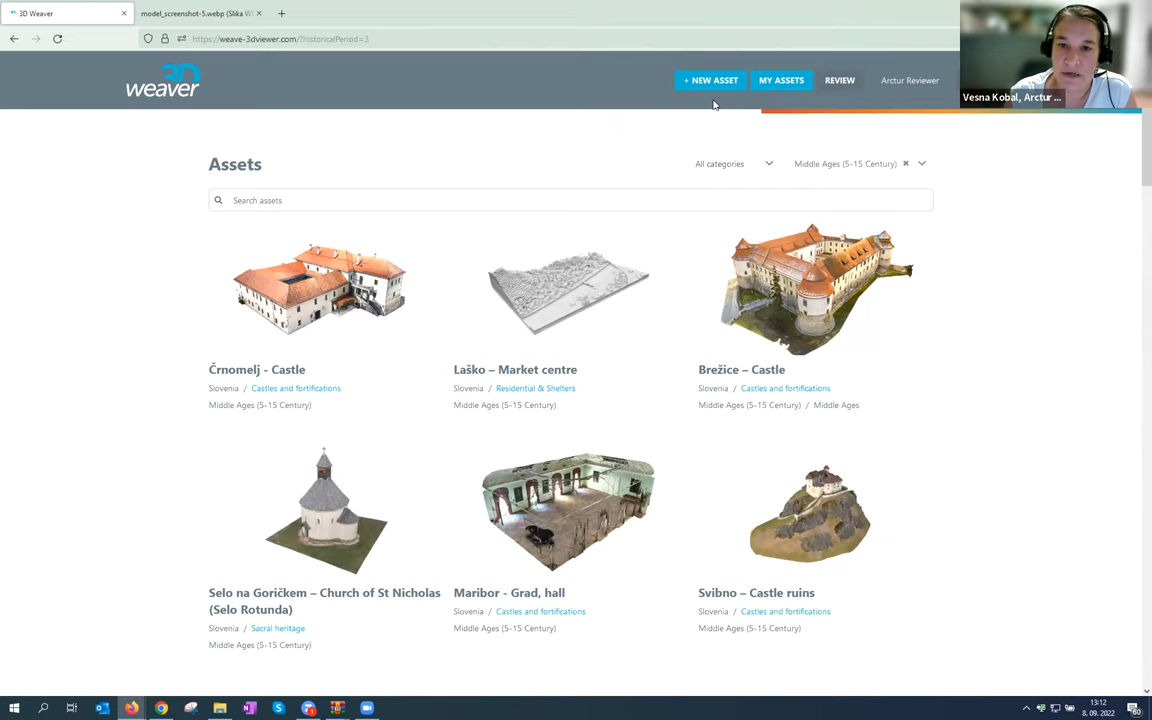 3D Weaver
model_screenshot-5.webp (Slika W
https://weave-3dviewer.com/?historicalPeriod=3
3D
weaver
+ NEW ASSET
MY ASSETS
REVIEW
Arctur Reviewer
Vesna Kobal, Arctur ...
Assets
All categories
Middle Ages (5-15 Century)
Search assets
Črnomelj - Castle
Slovenia / Castles and fortifications
Middle Ages (5-15 Century)
Laško – Market centre
Slovenia / Residential & Shelters
Middle Ages (5-15 Century)
Brežice – Castle
Slovenia / Castles and fortifications
Middle Ages (5-15 Century) / Middle Ages
Selo na Goričkem – Church of St Nicholas
(Selo Rotunda)
Slovenia / Sacral heritage
Middle Ages (5-15 Century)
Maribor - Grad, hall
Slovenia / Castles and fortifications
Middle Ages (5-15 Century)
Svibno – Castle ruins
Slovenia / Castles and fortifications
Middle Ages (5-15 Century)
13:12
8. 09. 2022
60